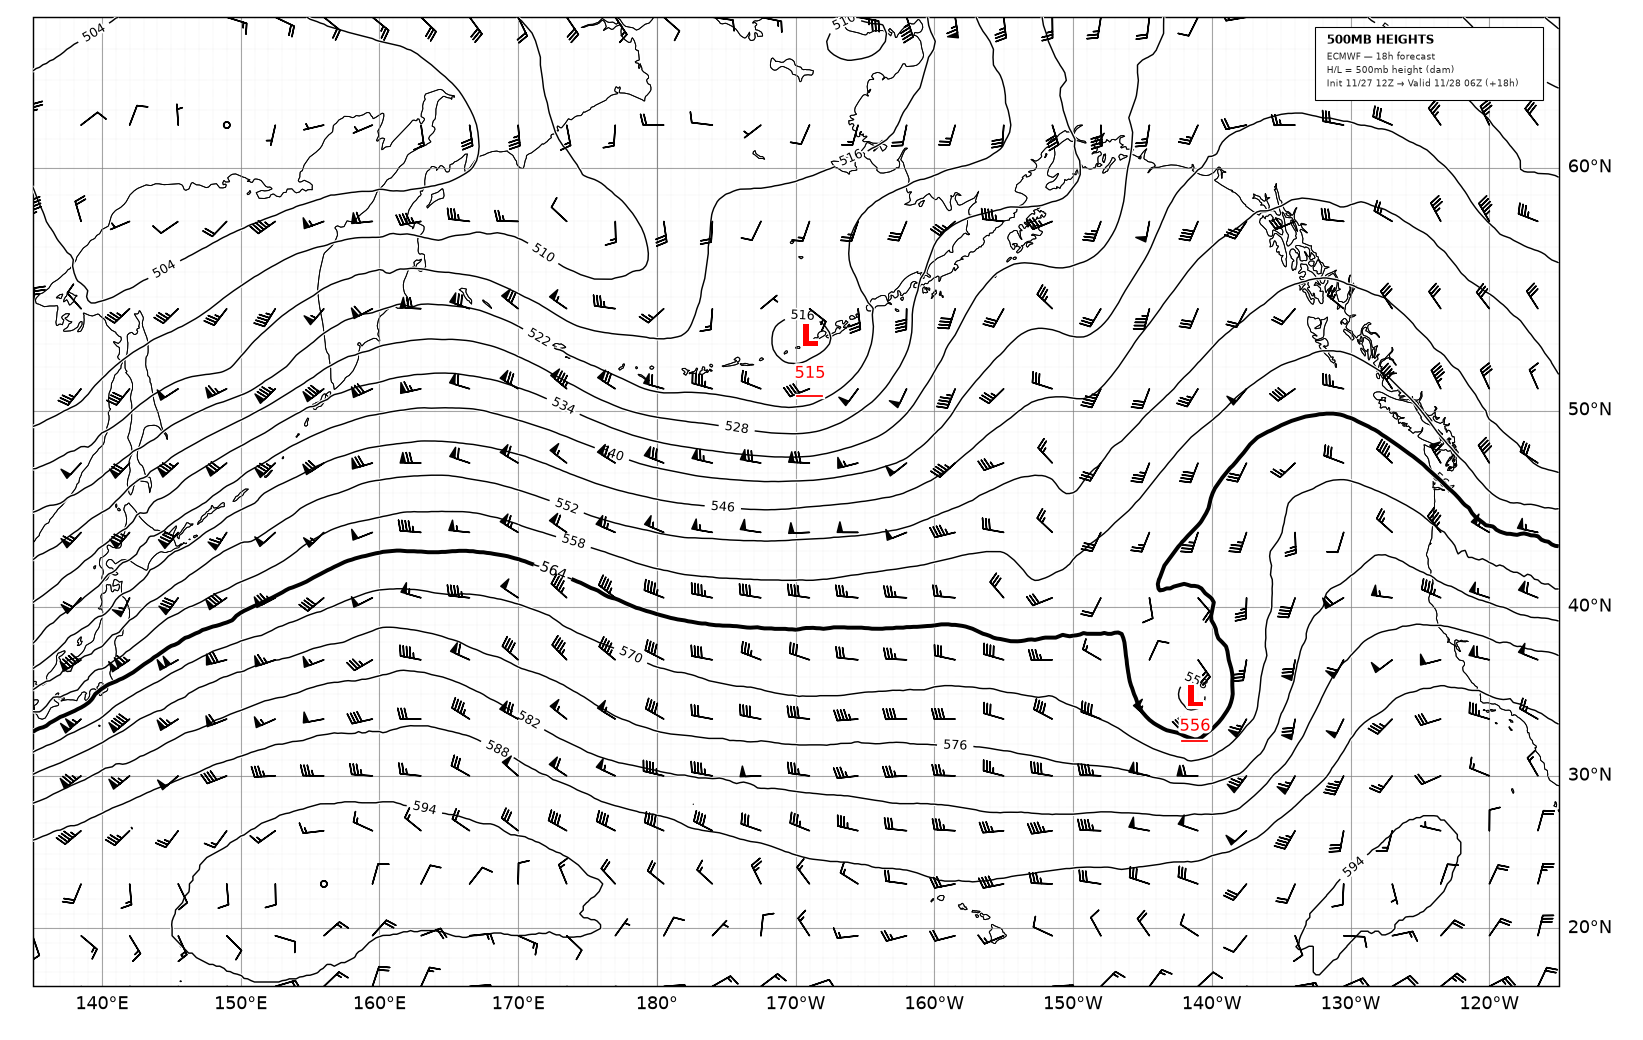 500MB HEIGHTS
ECMWF — 18h forecast
H/L = 500mb height (dam)
Init 11/27 12Z → Valid 11/28 06Z (+18h)
504
510
516
60°N
504
510
516
L
515
522
50°N
534
528
540
552
546
558
564
40°N
570
L
556
582
588
576
30°N
594
594
20°N
140°E
150°E
160°E
170°E
180°
170°W
160°W
150°W
140°W
130°W
120°W